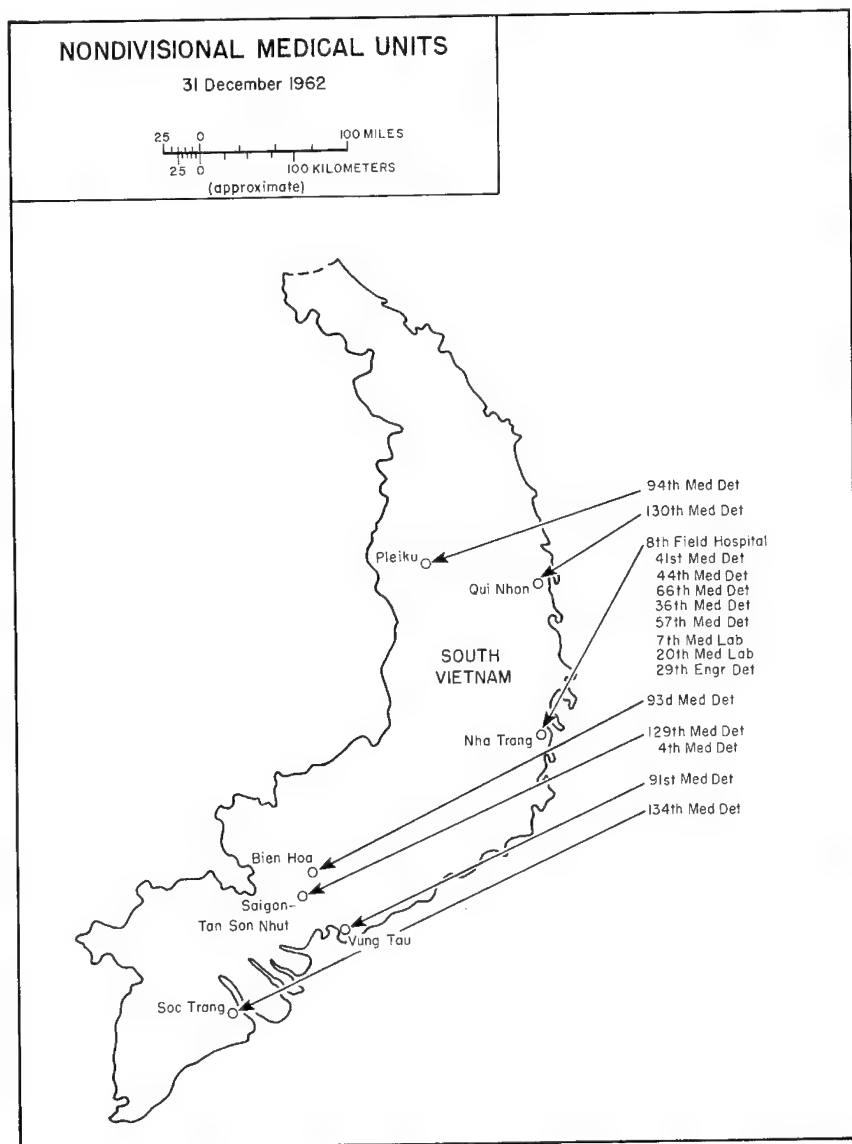 NONDIVISIONAL MEDICAL UNITS
31 December 1962
25 0 100 MILES
25 0 100 KILOMETERS
(approximate)
94th Med Det
130th Med Det
8th Field Hospital
41st Med Det
44th Med Det
66th Med Det
36th Med Det
57th Med Det
7th Med Lab
20th Med Lab
29th Engr Det
Pleiku
Qui Nhon
SOUTH
VIETNAM
93d Med Det
Nha Trang
129th Med Det
4th Med Det
91st Med Det
134th Med Det
Bien Hoa
Saigon-
Tan Son Nhut
Vung Tau
Soc Trang